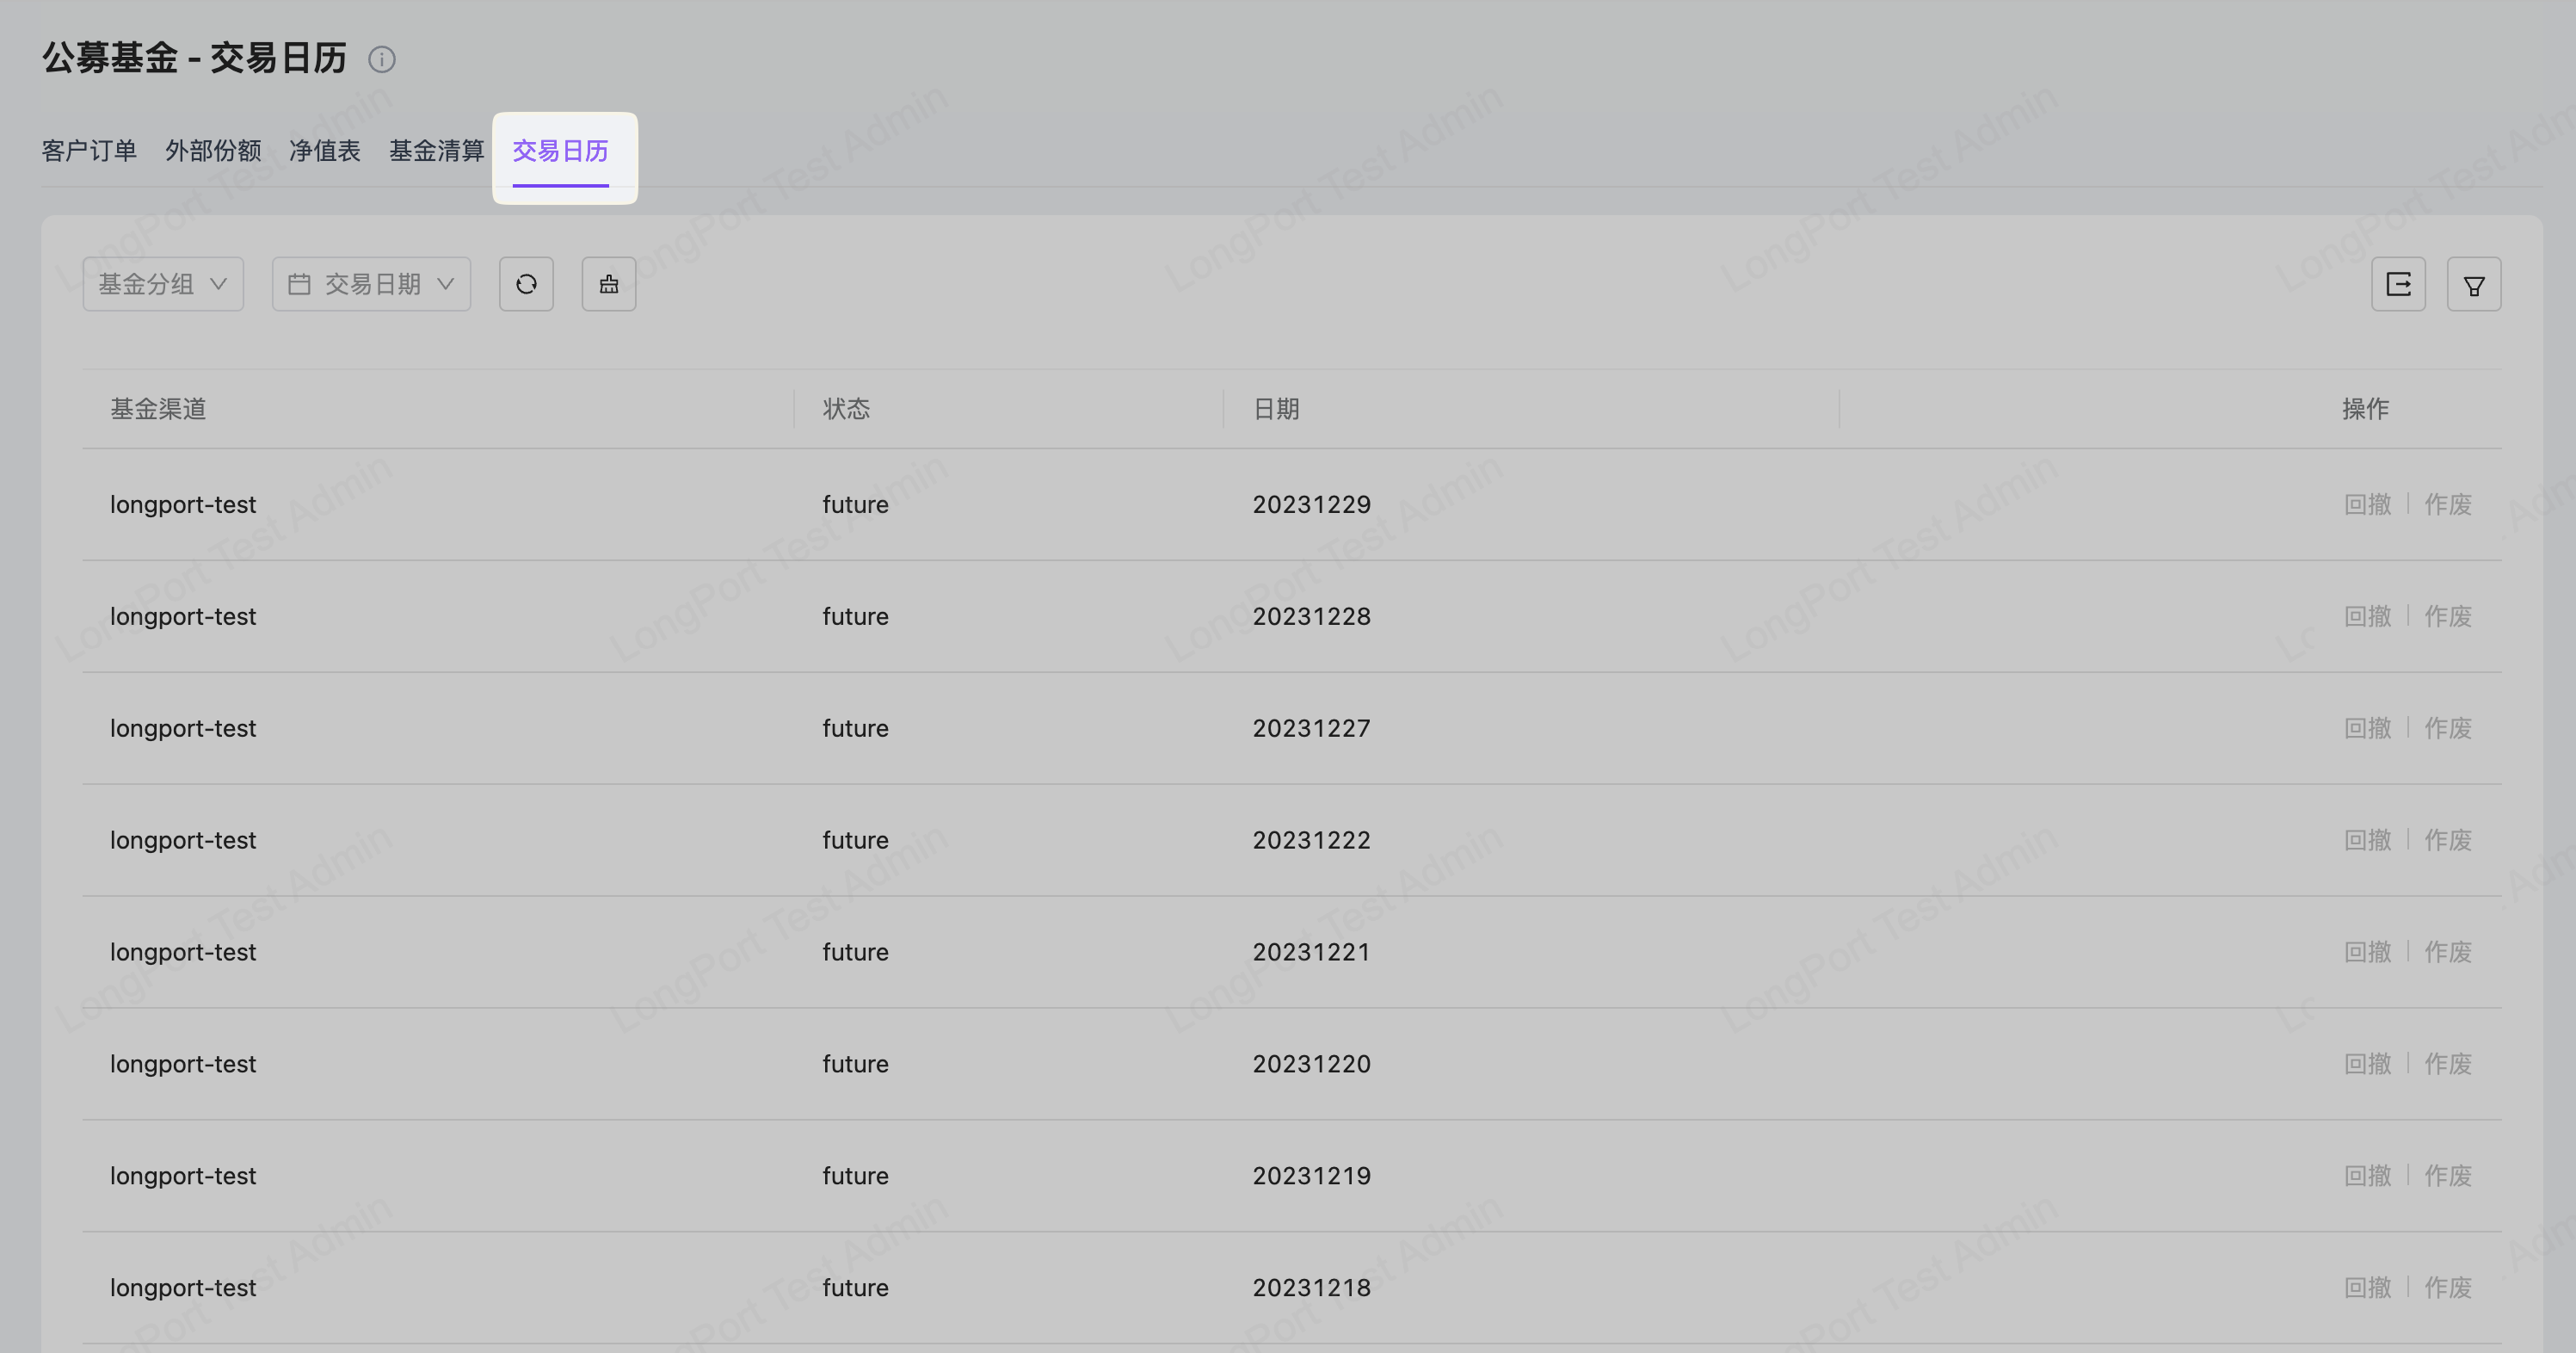 公募基金 - 交易日历
客户订单 外部份额 净值表 基金清算 交易日历
基金分组 交易日期
基金渠道 状态 日期 操作
longport-test future 20231229 回撤 作废
longport-test future 20231228 回撤 作废
longport-test future 20231227 回撤 作废
longport-test future 20231222 回撤 作废
longport-test future 20231221 回撤 作废
longport-test future 20231220 回撤 作废
longport-test future 20231219 回撤 作废
longport-test future 20231218 回撤 作废
LongPort Test Admin